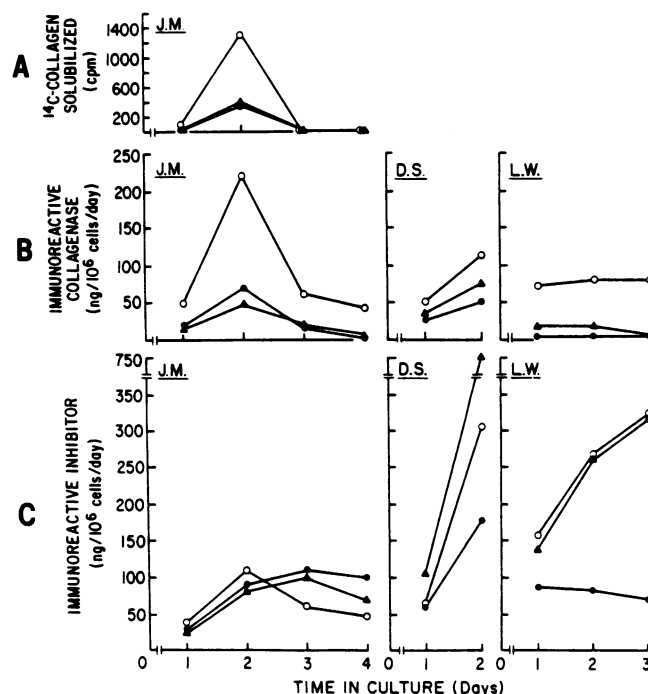 A
¹⁴C-COLLAGEN
SOLUBILIZED
(cpm)
J.M.
1400
1000
600
200
B
IMMUNOREACTIVE
COLLAGENASE
(ng/10⁶ cells/day)
250
200
150
100
50
J.M.
D.S.
L.W.
C
IMMUNOREACTIVE INHIBITOR
(ng/10⁶ cells/day)
750
350
300
250
200
150
100
50
J.M.
D.S.
L.W.
0 1 2 3 4 0 1 2 0 1 2 3
TIME IN CULTURE (Days)